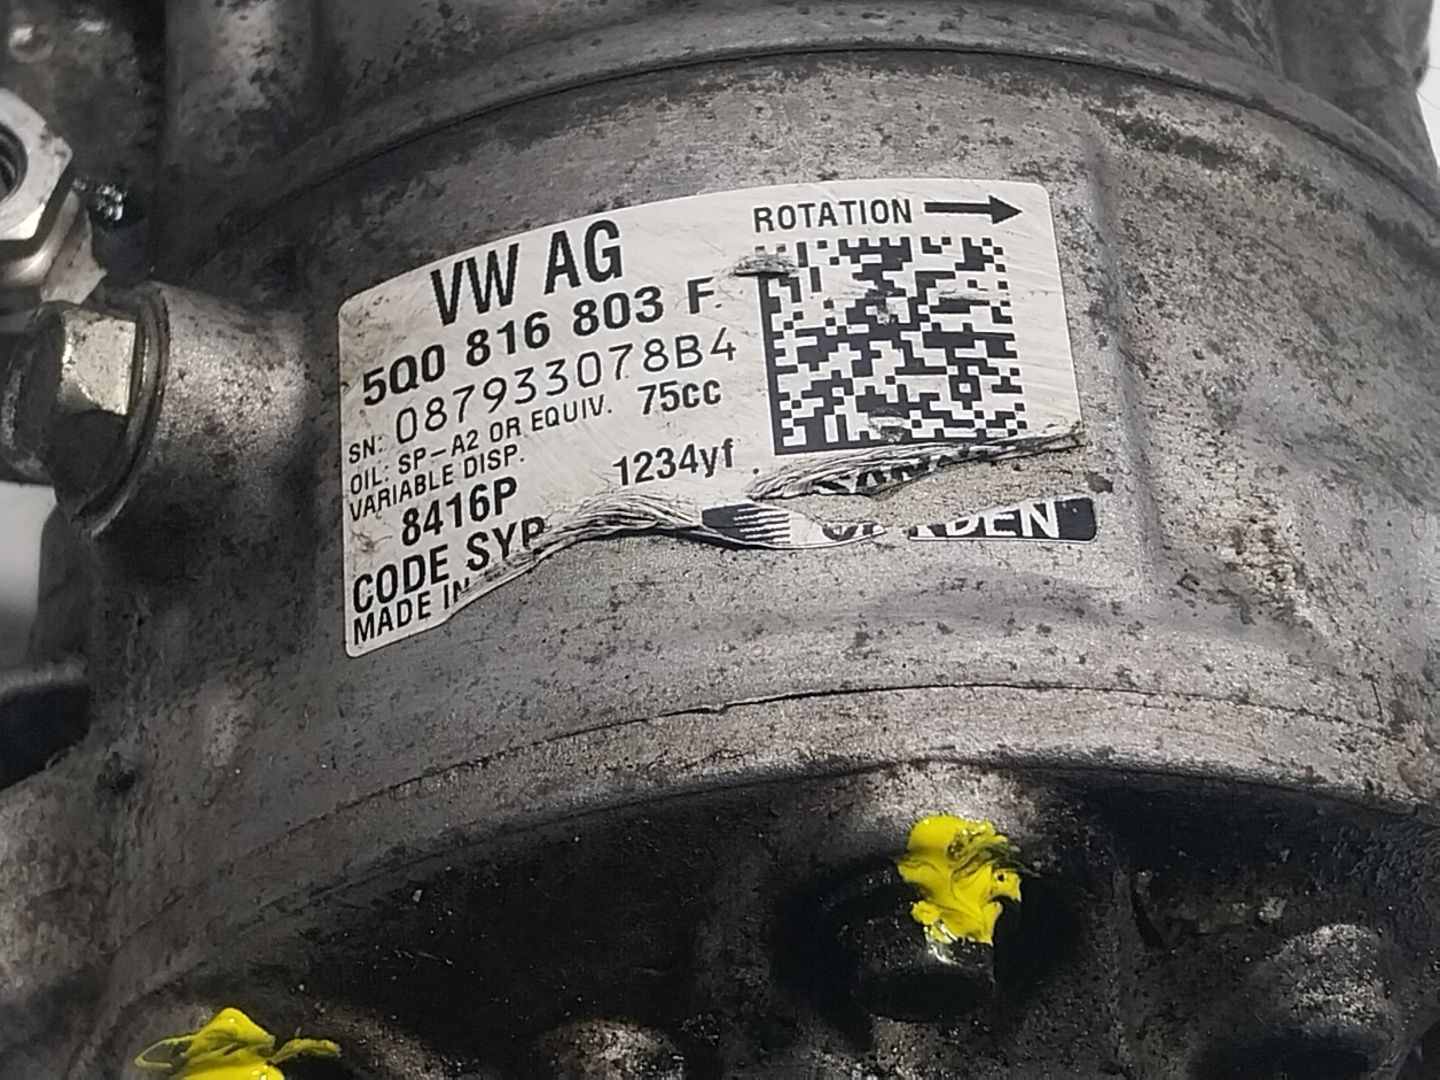 ROTATION
VW AG
5Q0 816 803 F
SN: 087933078B4
OIL: SP-A2 OR EQUIV. 75cc
VARIABLE DISP.
8416P 1234yf
CODE SYP
MADE IN